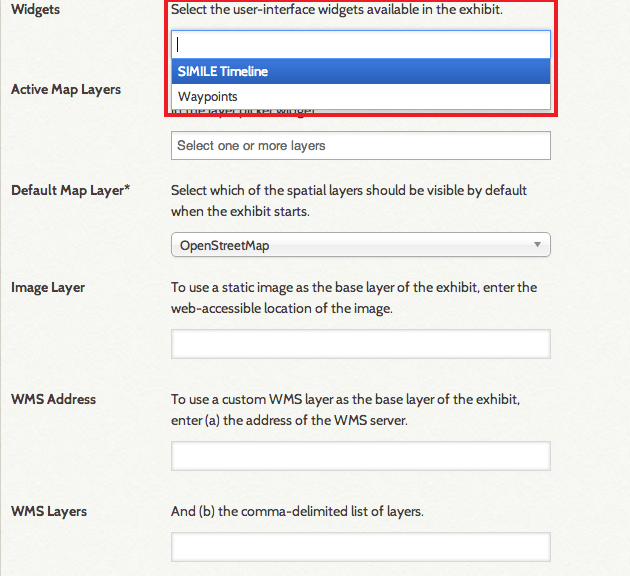 Widgets
Select the user-interface widgets available in the exhibit.
SIMILE Timeline
Waypoints
Active Map Layers
in the layer picker widget.
Select one or more layers
Default Map Layer*
Select which of the spatial layers should be visible by default
when the exhibit starts.
OpenStreetMap
Image Layer
To use a static image as the base layer of the exhibit, enter the
web-accessible location of the image.
WMS Address
To use a custom WMS layer as the base layer of the exhibit,
enter (a) the address of the WMS server.
WMS Layers
And (b) the comma-delimited list of layers.